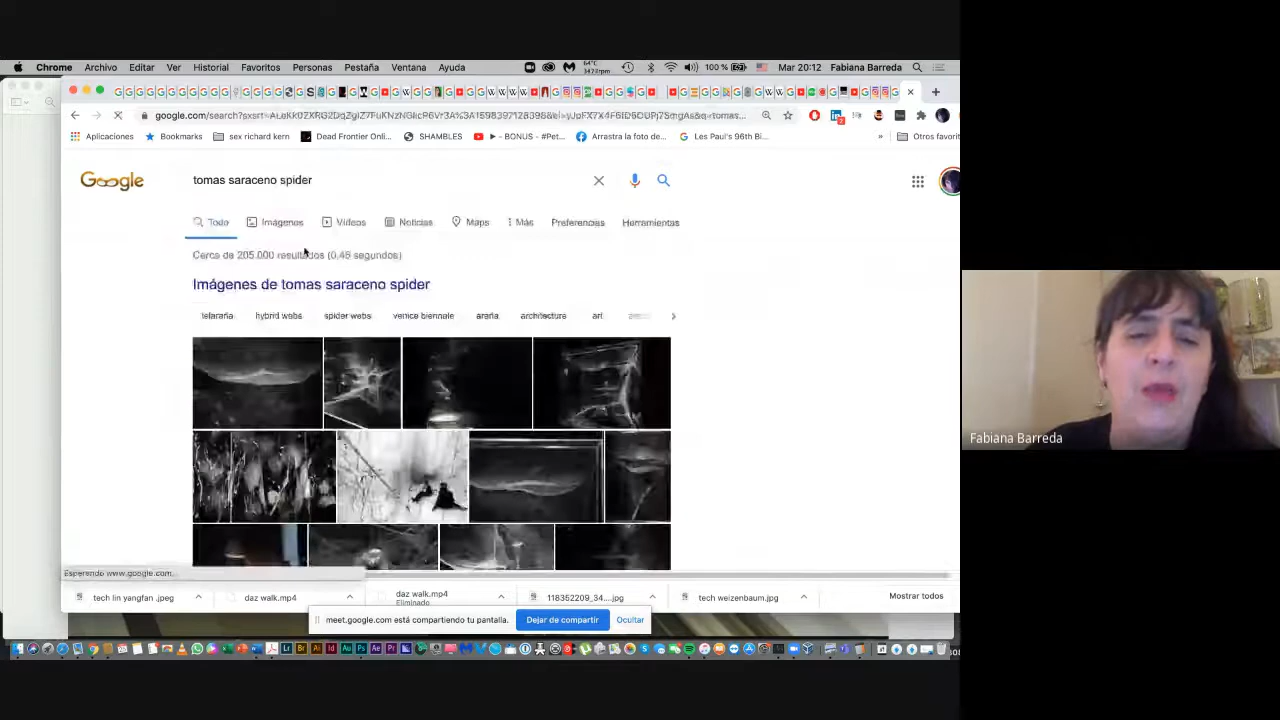 Chrome Archivo Editar Ver Historial Favoritos Personas Pestaña Ventana Ayuda
100 % Mar 20:12 Fabiana Barreda
Aplicaciones Bookmarks sex richard kern Dead Frontier Onli... SHAMBLES ► - BONUS - #Pet... Arrastra la foto de... Les Paul's 96th Bi... » Otros favorit
Google tomas saraceno spider
Todo Imágenes Vídeos Noticias Maps Más Preferencias Herramientas
Cerca de 205.000 resultados (0,46 segundos)
Imágenes de tomas saraceno spider
telaraña hybrid webs spider webs venice biennale araña architecture art
Fabiana Barreda
Esperando www.google.com...
tech lin yangfan .jpeg daz walk.mp4 daz walk.mp4 118352209_34....jpg tech weizenbaum.jpg Mostrar todos
Eliminado
meet.google.com está compartiendo tu pantalla. Dejar de compartir Ocultar